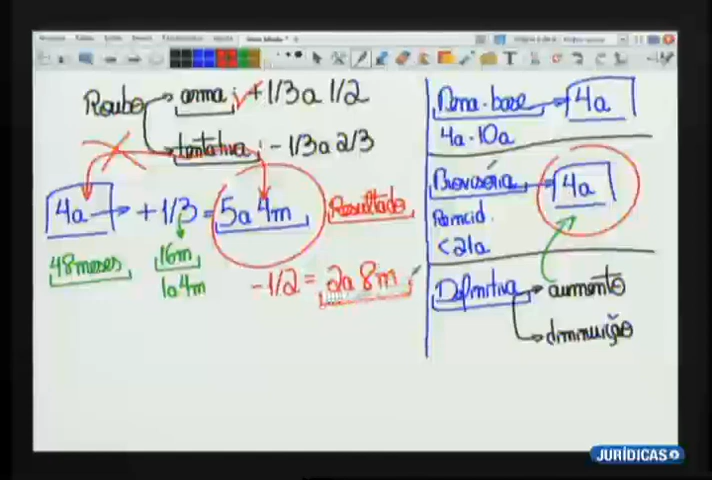 Roubo → arma : + 1/3 a 1/2
→ tentativa : - 1/3 a 2/3
4a → + 1/3 = 5a 4m Resultado
48 meses 16m
1a 4m
- 1/2 = 2a 8m
Pena-base → 4a
4a - 10a
Provisória → 4a
Reincid.
< 21a
Definitiva → aumento
→ diminuição
JURÍDICAS